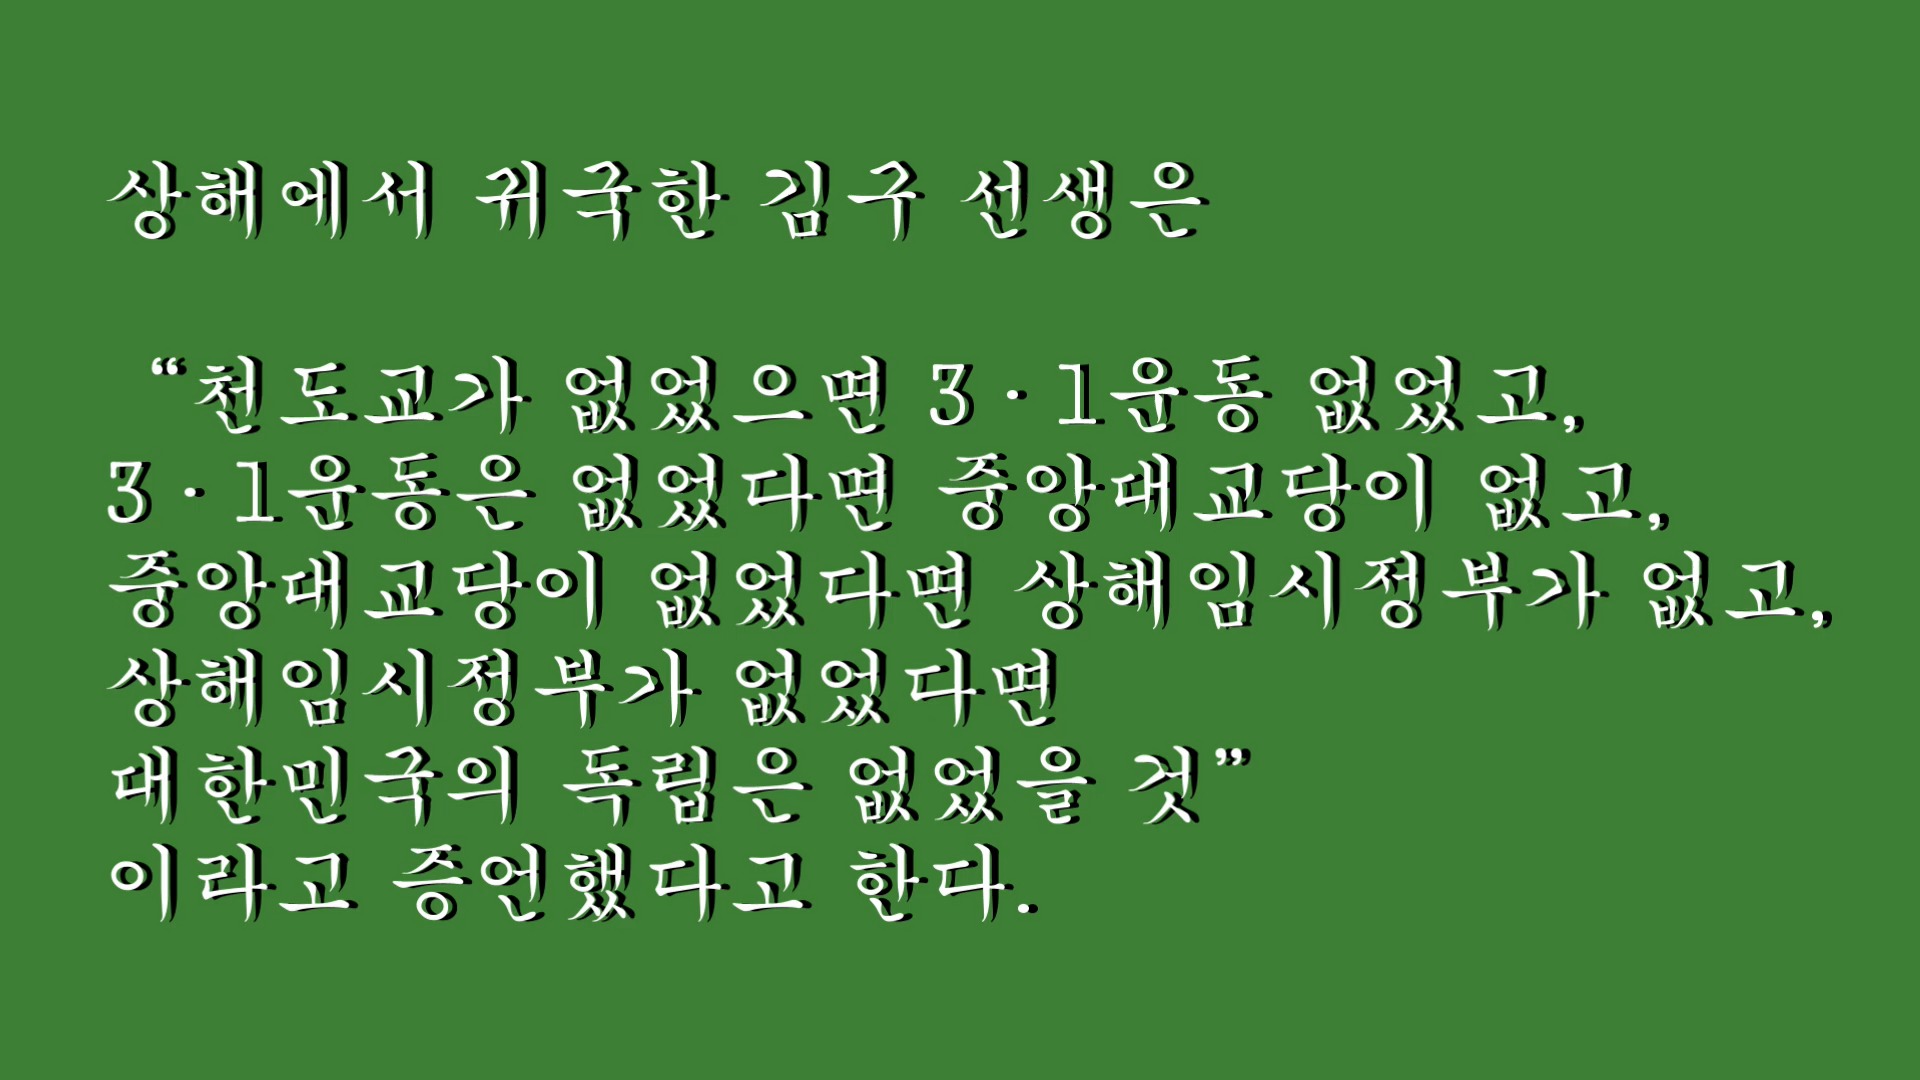 상해에서 귀국한 김구 선생은
“천도교가 없었으면 3·1운동 없었고,
3·1운동은 없었다면 중앙대교당이 없고,
중앙대교당이 없었다면 상해임시정부가 없고,
상해임시정부가 없었다면
대한민국의 독립은 없었을 것”
이라고 증언했다고 한다.